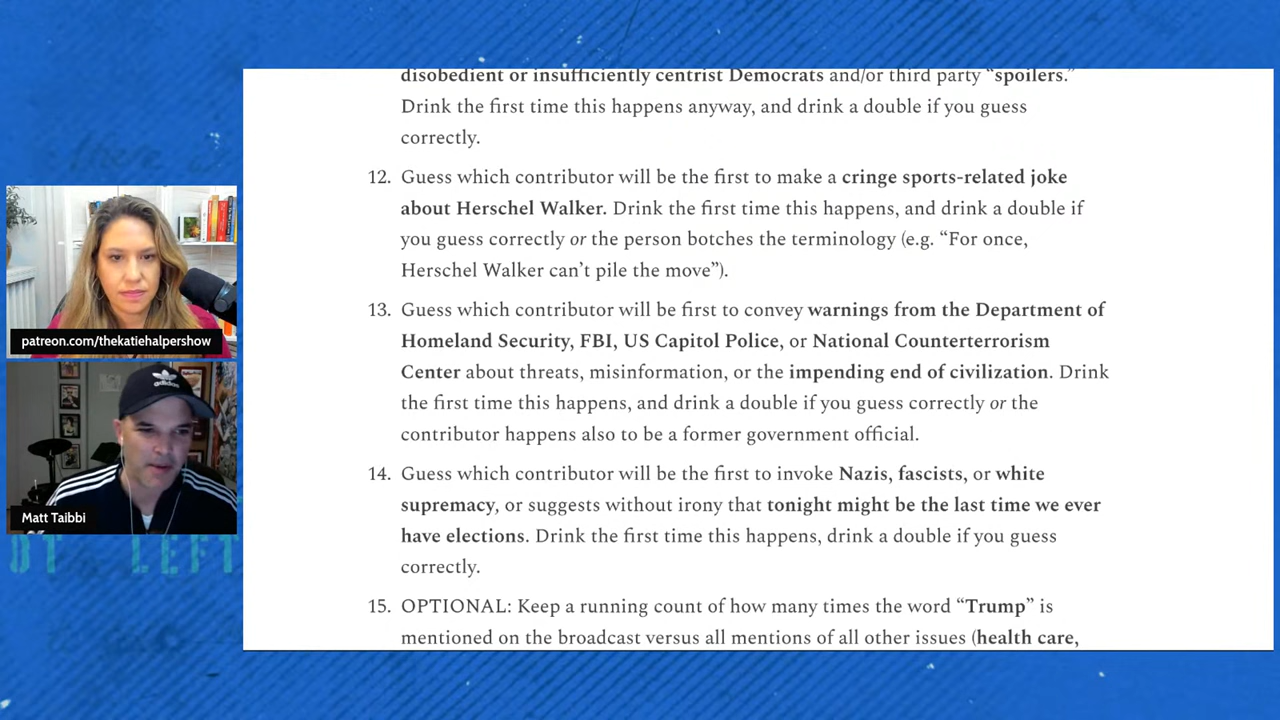 disobedient or insufficiently centrist Democrats and/or third party “spoilers.”
Drink the first time this happens anyway, and drink a double if you guess
correctly.
12. Guess which contributor will be the first to make a cringe sports-related joke
about Herschel Walker. Drink the first time this happens, and drink a double if
you guess correctly or the person botches the terminology (e.g. “For once,
Herschel Walker can’t pile the move”).
13. Guess which contributor will be first to convey warnings from the Department of
Homeland Security, FBI, US Capitol Police, or National Counterterrorism
Center about threats, misinformation, or the impending end of civilization. Drink
the first time this happens, and drink a double if you guess correctly or the
contributor happens also to be a former government official.
14. Guess which contributor will be the first to invoke Nazis, fascists, or white
supremacy, or suggests without irony that tonight might be the last time we ever
have elections. Drink the first time this happens, drink a double if you guess
correctly.
15. OPTIONAL: Keep a running count of how many times the word “Trump” is
mentioned on the broadcast versus all mentions of all other issues (health care,
patreon.com/thekatiehalpershow
adidas
Matt Taibbi
LEFT